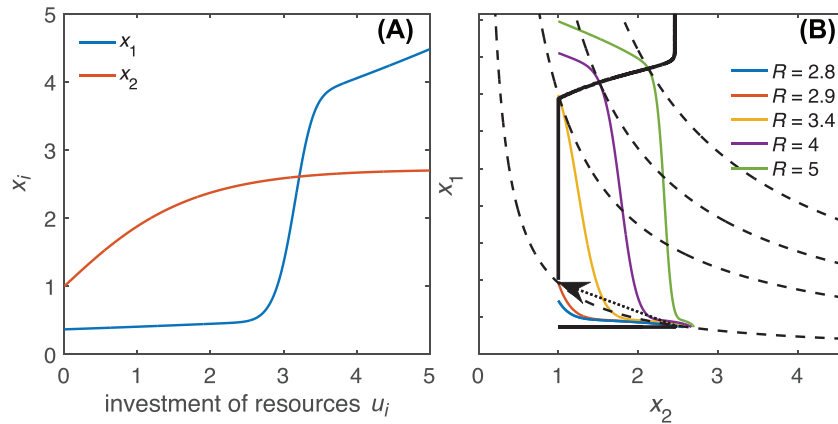 (A)
x1
x2
5
4
3
2
1
0
xi
0 1 2 3 4 5
investment of resources ui
(B)
R = 2.8
R = 2.9
R = 3.4
R = 4
R = 5
x1
0 1 2 3 4
x2